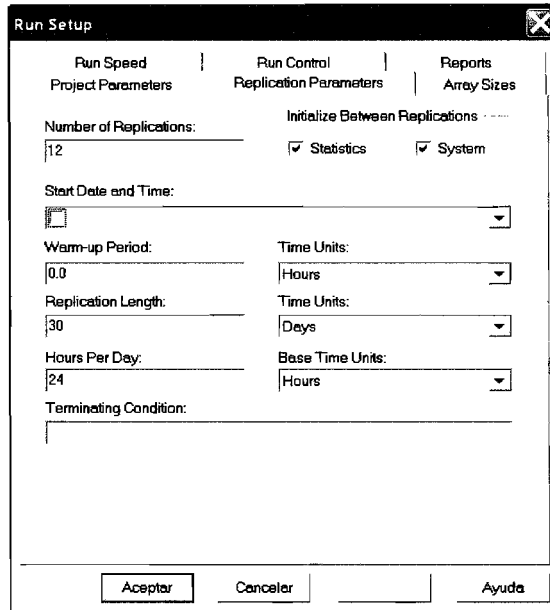 Run Setup
Run Speed | Run Control | Reports
Project Parameters Replication Parameters | Array Sizes
Number of Replications: Initialize Between Replications
12 Statistics System
Start Date and Time:
Warm-up Period: Time Units:
0.0 Hours
Replication Length: Time Units:
30 Days
Hours Per Day: Base Time Units:
24 Hours
Terminating Condition:
Aceptar Cancelar Ayuda